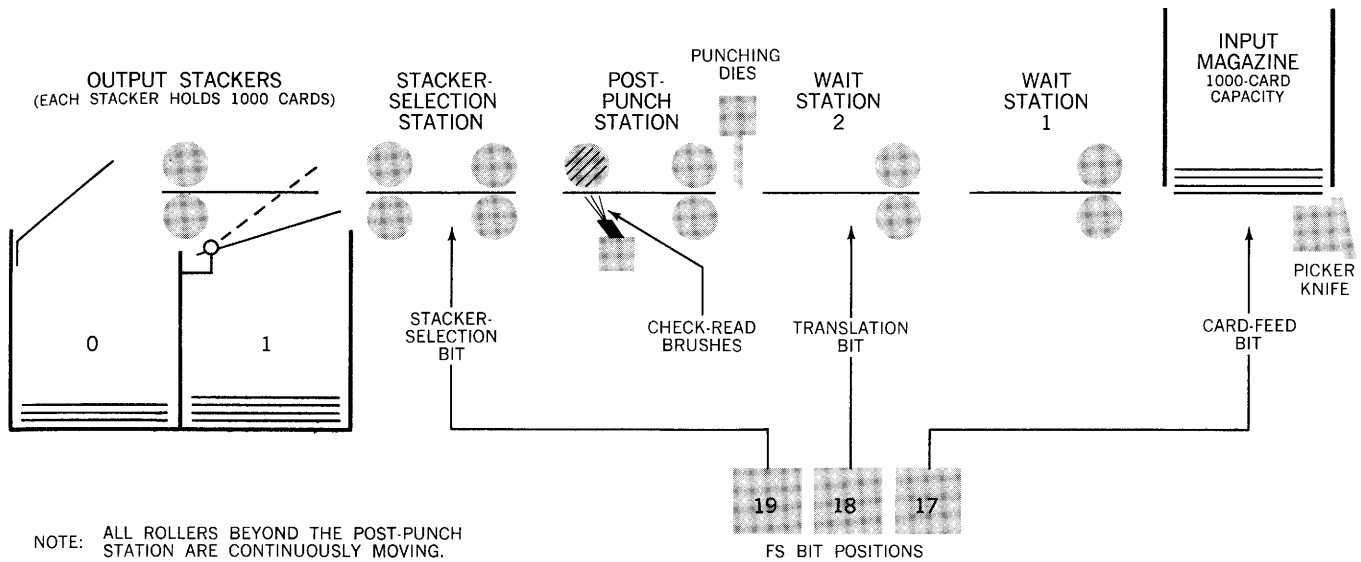 OUTPUT STACKERS
(EACH STACKER HOLDS 1000 CARDS)
STACKER-
SELECTION
STATION
POST-
PUNCH
STATION
PUNCHING
DIES
WAIT
STATION
2
WAIT
STATION
1
INPUT
MAGAZINE
1000-CARD
CAPACITY
PICKER
KNIFE
0
1
STACKER-
SELECTION
BIT
CHECK-READ
BRUSHES
TRANSLATION
BIT
CARD-FEED
BIT
19
18
17
FS BIT POSITIONS
NOTE: ALL ROLLERS BEYOND THE POST-PUNCH
STATION ARE CONTINUOUSLY MOVING.